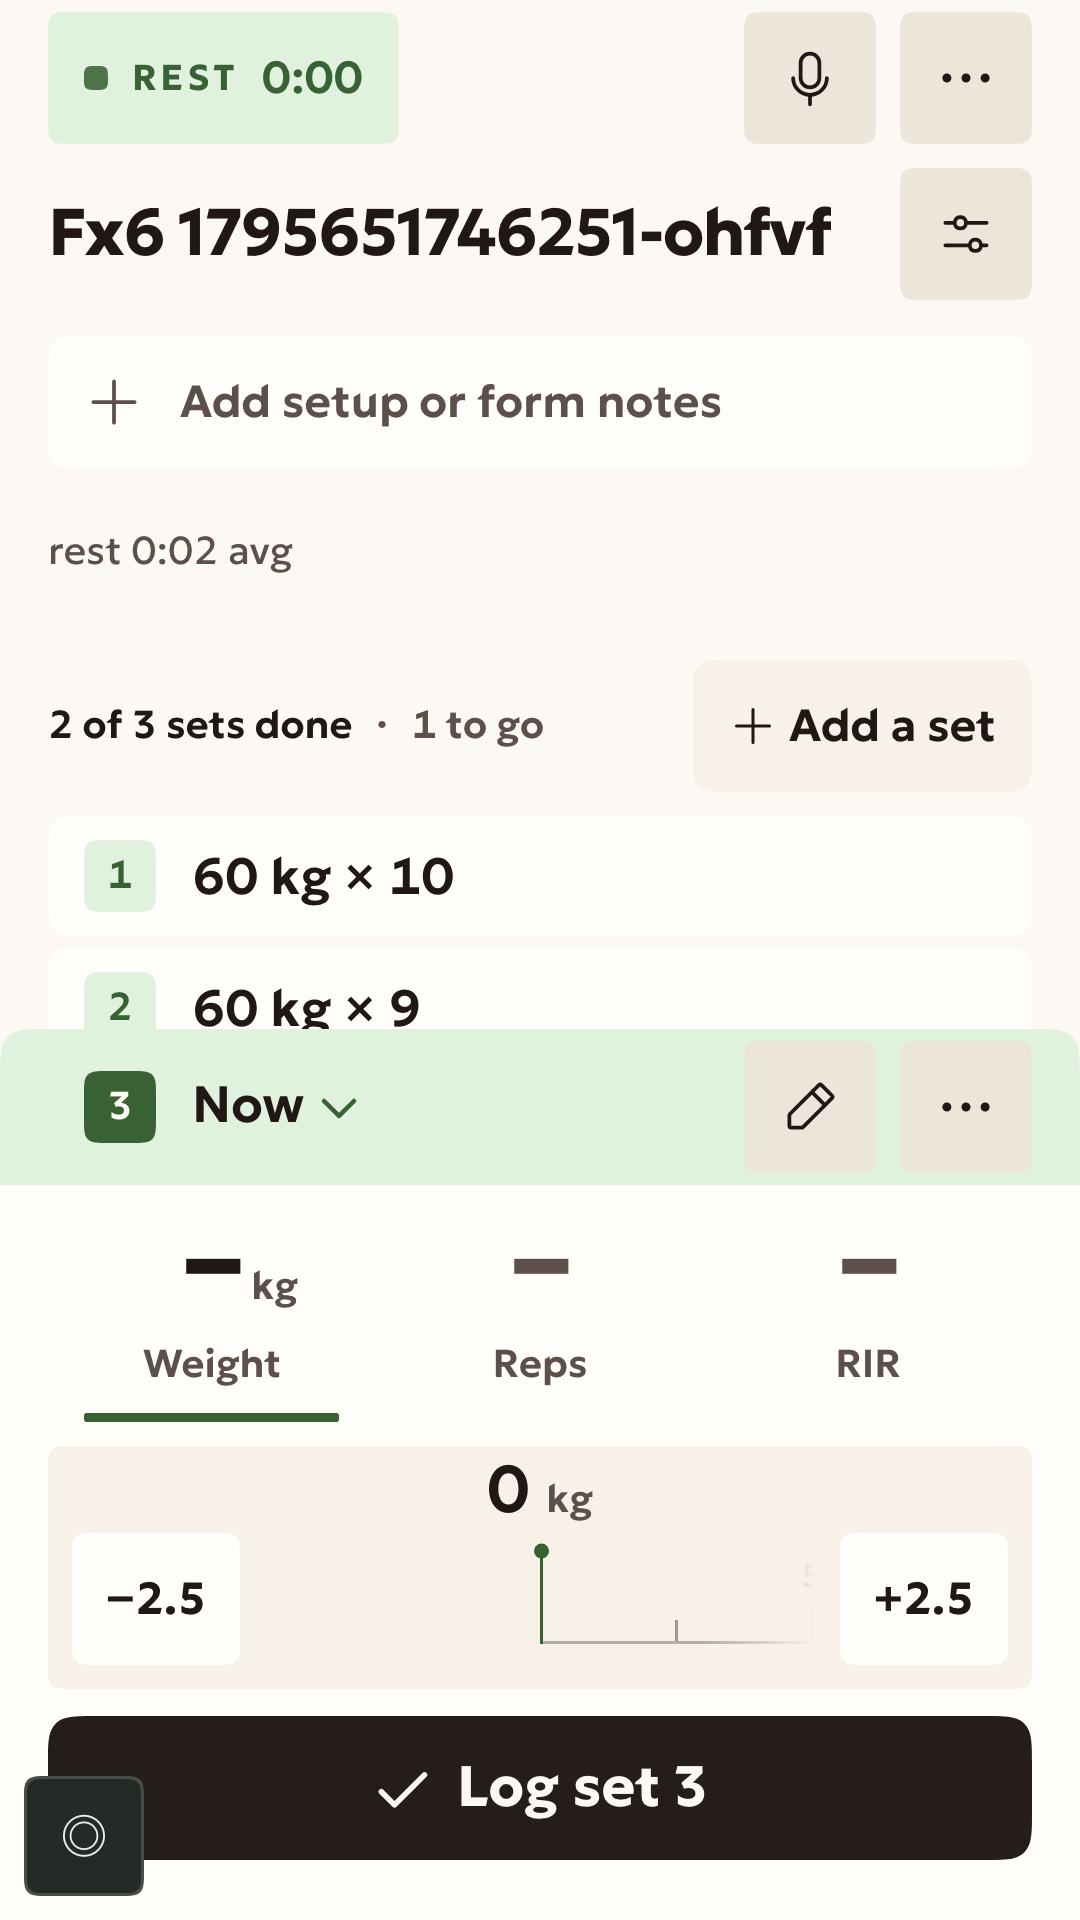 REST 0:00
Fx6 1795651746251-ohfvf
Add setup or form notes
rest 0:02 avg
2 of 3 sets done · 1 to go
Add a set
1 60 kg × 10
2 60 kg × 9
3 Now
– kg – –
Weight Reps RIR
0 kg
−2.5 5 +2.5
Log set 3